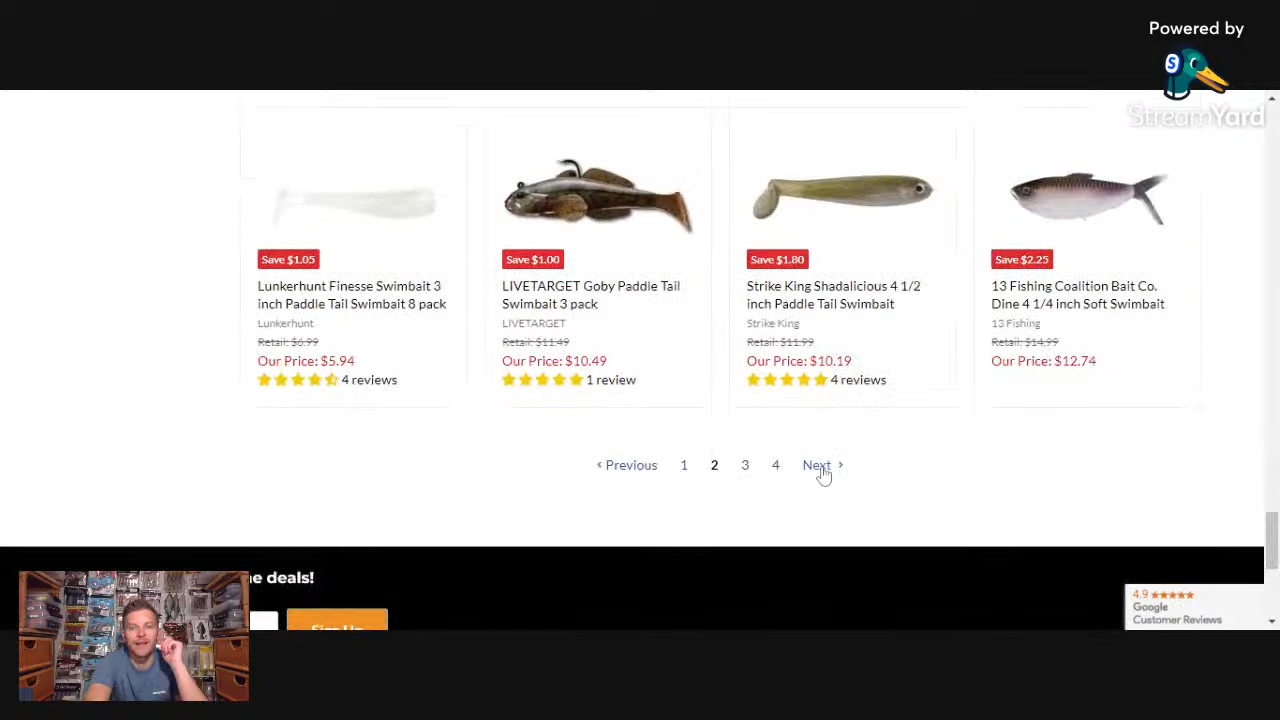 Powered by
StreamYard
Save $1.05
Lunkerhunt Finesse Swimbait 3
inch Paddle Tail Swimbait 8 pack
Lunkerhunt
Retail: $6.99
Our Price: $5.94
4 reviews
Save $1.00
LIVETARGET Goby Paddle Tail
Swimbait 3 pack
LIVETARGET
Retail: $11.49
Our Price: $10.49
1 review
Save $1.80
Strike King Shadalicious 4 1/2
inch Paddle Tail Swimbait
Strike King
Retail: $11.99
Our Price: $10.19
4 reviews
Save $2.25
13 Fishing Coalition Bait Co.
Dine 4 1/4 inch Soft Swimbait
13 Fishing
Retail: $14.99
Our Price: $12.74
‹ Previous 1 2 3 4 Next ›
e deals!
Sign Up
4.9
Google
Customer Reviews